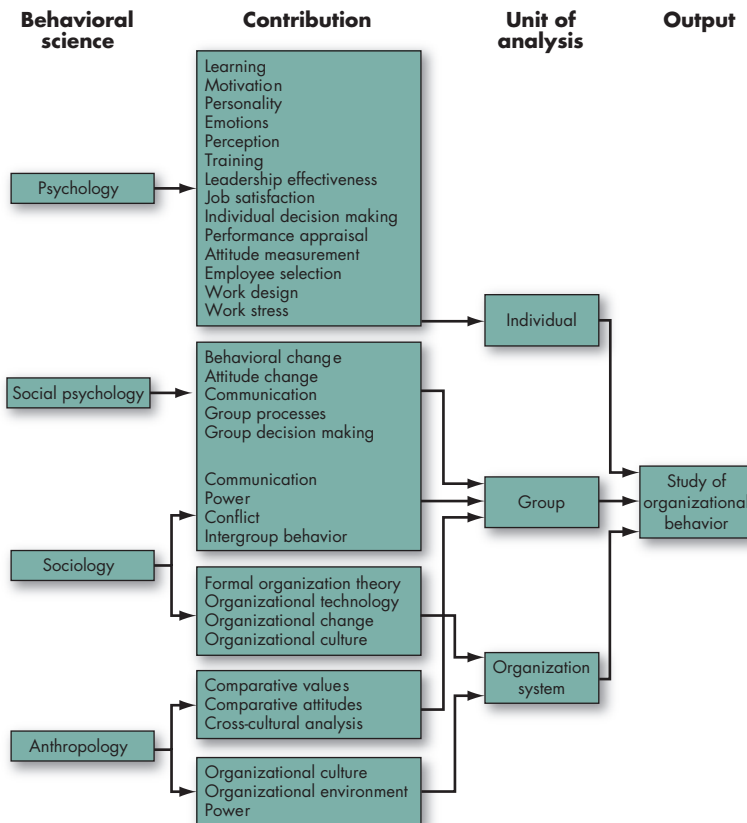 Behavioral
science
Contribution
Unit of
analysis
Output
Psychology
Learning
Motivation
Personality
Emotions
Perception
Training
Leadership effectiveness
Job satisfaction
Individual decision making
Performance appraisal
Attitude measurement
Employee selection
Work design
Work stress
Individual
Social psychology
Behavioral change
Attitude change
Communication
Group processes
Group decision making
Communication
Power
Conflict
Intergroup behavior
Group
Study of
organizational
behavior
Sociology
Formal organization theory
Organizational technology
Organizational change
Organizational culture
Organization
system
Anthropology
Comparative values
Comparative attitudes
Cross-cultural analysis
Organizational culture
Organizational environment
Power